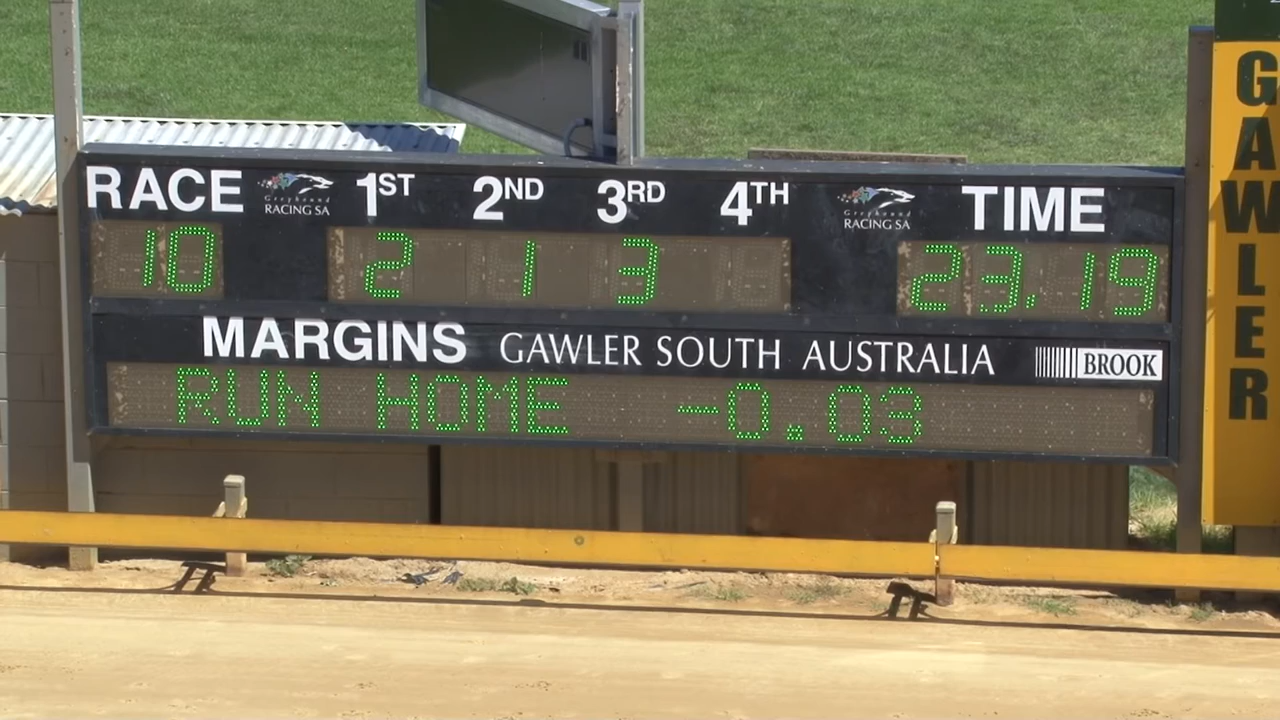 RACE 1ST 2ND 3RD 4TH TIME
Greyhound RACING SA Greyhound RACING SA
10 2 1 3 23.19
MARGINS GAWLER SOUTH AUSTRALIA BROOK
RUN HOME -0.03
GAWLER